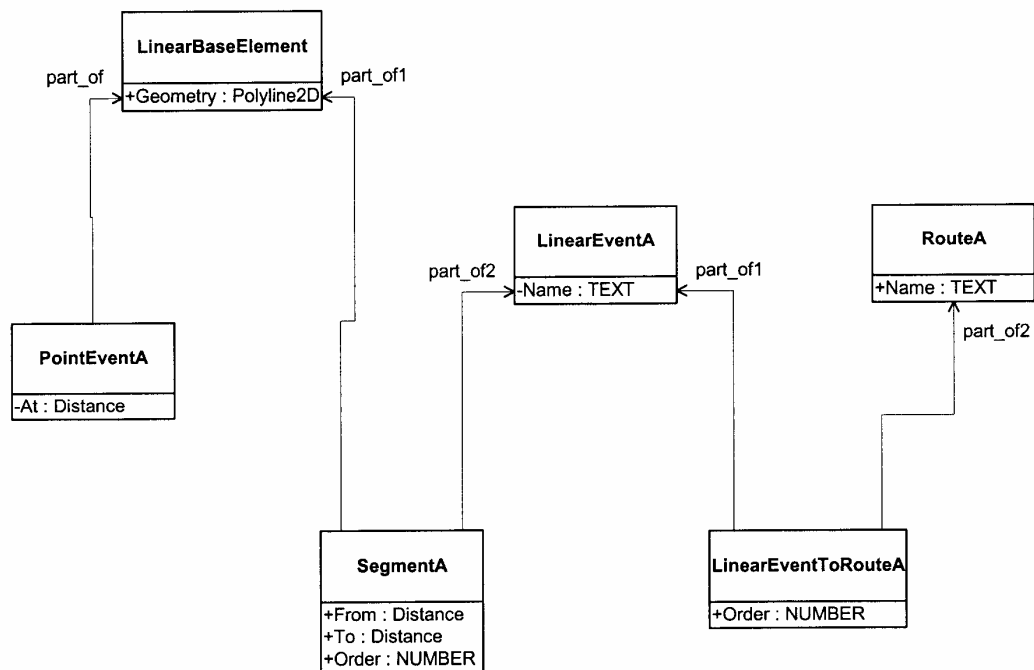 LinearBaseElement
part_of
part_of1
+Geometry : Polyline2D
LinearEventA
RouteA
part_of2
part_of1
-Name : TEXT
+Name : TEXT
part_of2
PointEventA
-At : Distance
SegmentA
+From : Distance
+To : Distance
+Order : NUMBER
LinearEventToRouteA
+Order : NUMBER